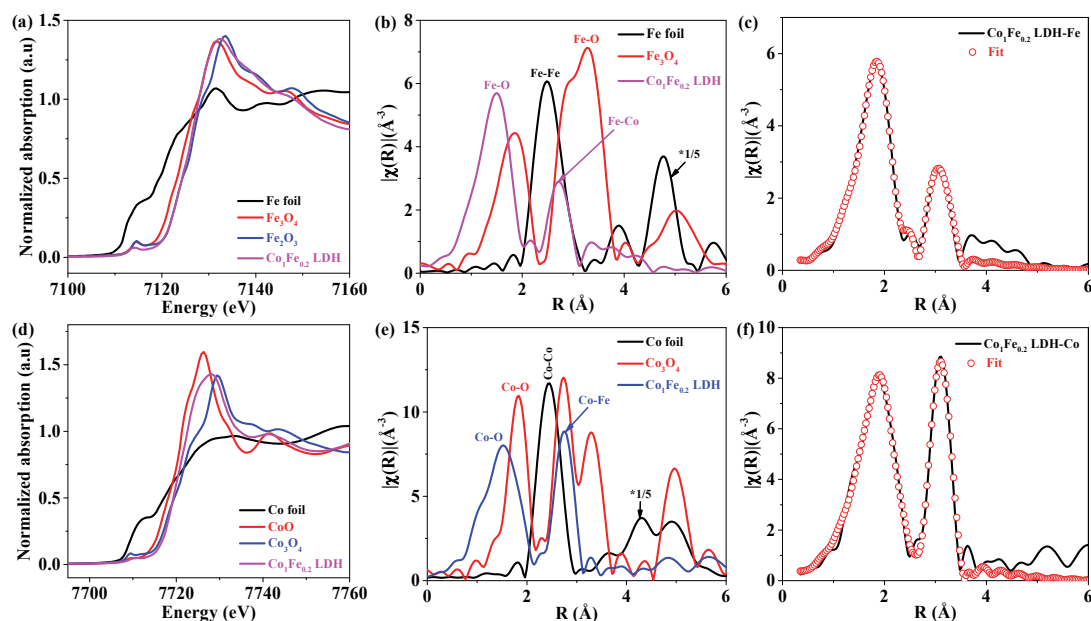 (a)
1.5
1.0
0.5
0.0
Normalized absorption (a.u)
Fe foil
Fe₃O₄
Fe₂O₃
Co₁Fe₀.₂ LDH
7100 7120 7140 7160
Energy (eV)
(b)
8
6
4
2
0
|χ(R)|(Å⁻³)
Fe foil
Fe₃O₄
Co₁Fe₀.₂ LDH
Fe-O
Fe-Fe
Fe-O
Fe-Co
*1/5
0 2 4 6
R (Å)
(c)
8
6
4
2
0
|χ(R)|(Å⁻³)
Co₁Fe₀.₂ LDH-Fe
Fit
0 2 4 6
R (Å)
(d)
1.5
1.0
0.5
0.0
Normalized absorption (a.u)
Co foil
CoO
Co₃O₄
Co₁Fe₀.₂ LDH
7700 7720 7740 7760
Energy (eV)
(e)
15
10
5
0
|χ(R)|(Å⁻³)
Co foil
Co₃O₄
Co₁Fe₀.₂ LDH
Co-O
Co-O
Co-Co
Co-Fe
*1/5
0 2 4 6
R (Å)
(f)
10
8
6
4
2
0
|χ(R)|(Å⁻³)
Co₁Fe₀.₂ LDH-Co
Fit
0 2 4 6
R (Å)